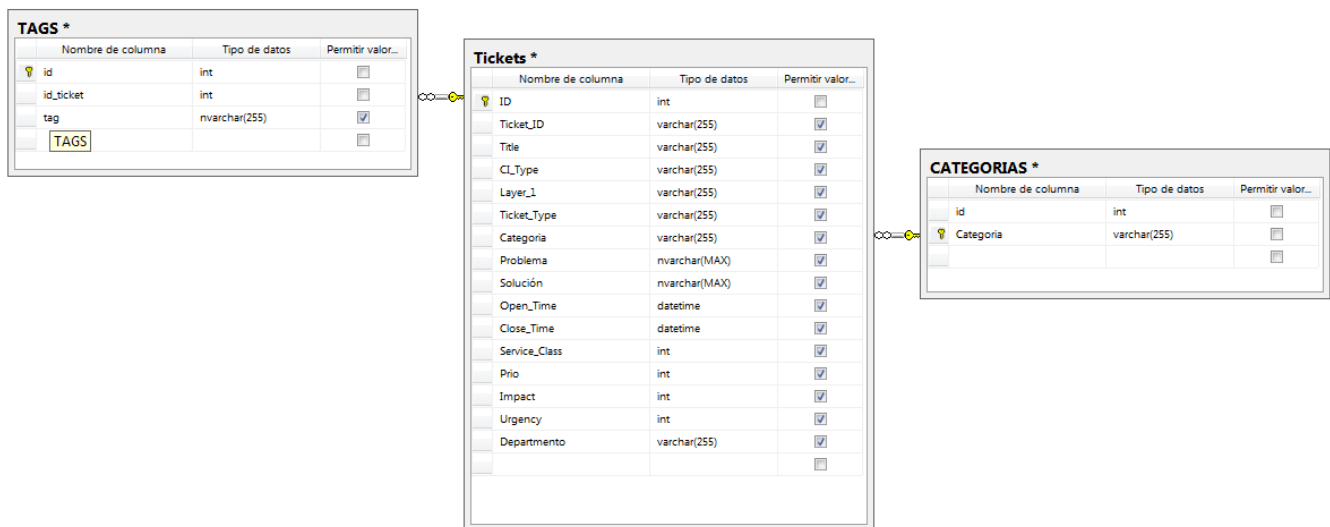 TAGS *
Nombre de columna Tipo de datos Permitir valor...
id int
id_ticket int
tag nvarchar(255)
TAGS
Tickets *
Nombre de columna Tipo de datos Permitir valor...
ID int
Ticket_ID varchar(255)
Title varchar(255)
CI_Type varchar(255)
Layer_1 varchar(255)
Ticket_Type varchar(255)
Categoria varchar(255)
Problema nvarchar(MAX)
Solución nvarchar(MAX)
Open_Time datetime
Close_Time datetime
Service_Class int
Prio int
Impact int
Urgency int
Departmento varchar(255)
CATEGORIAS *
Nombre de columna Tipo de datos Permitir valor...
id int
Categoria varchar(255)